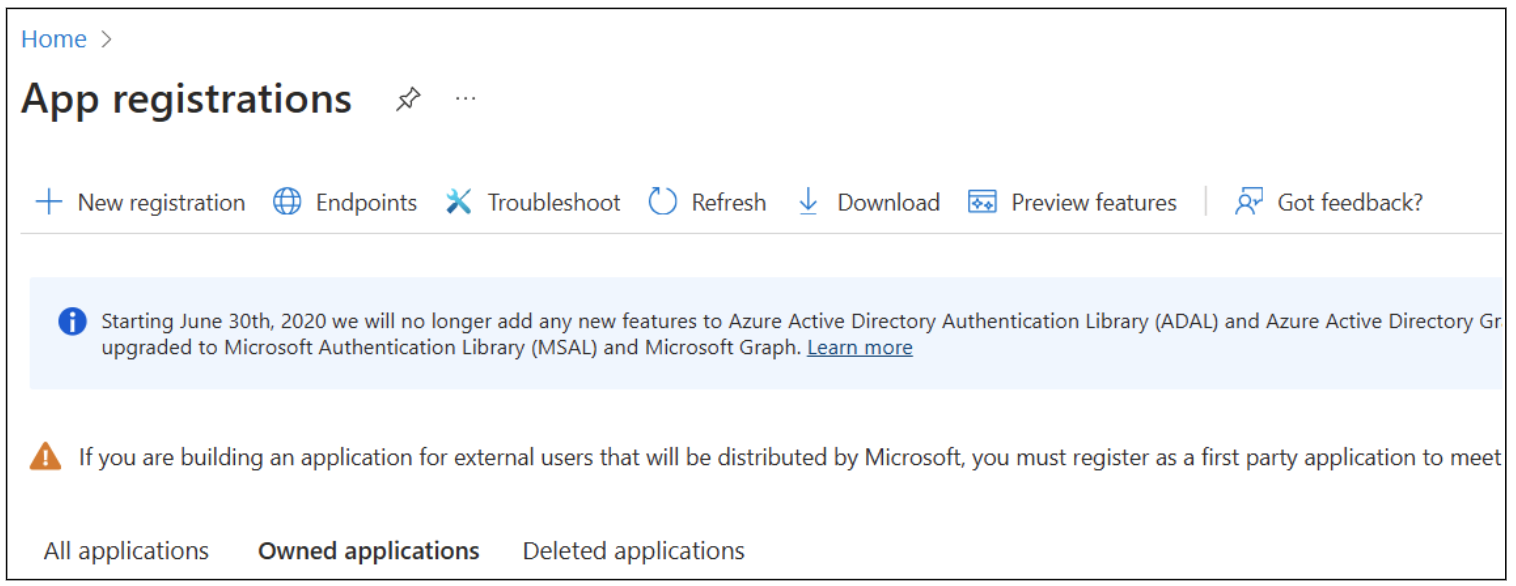 Home >
App registrations ...
New registration Endpoints Troubleshoot Refresh Download Preview features Got feedback?
Starting June 30th, 2020 we will no longer add any new features to Azure Active Directory Authentication Library (ADAL) and Azure Active Directory Gr
upgraded to Microsoft Authentication Library (MSAL) and Microsoft Graph. Learn more
If you are building an application for external users that will be distributed by Microsoft, you must register as a first party application to meet
All applications Owned applications Deleted applications